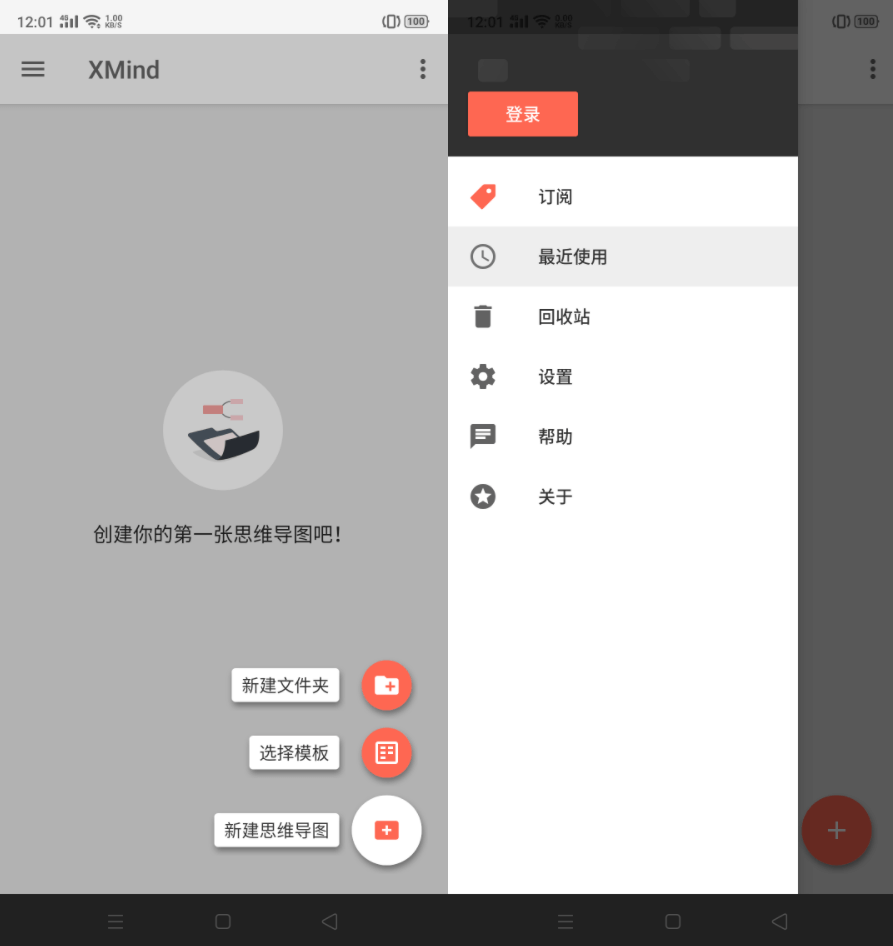 12:01 4G 1.00 KB/S 100
XMind
创建你的第一张思维导图吧！
新建文件夹
选择模板
新建思维导图
12:01 4G 0.00 KB/S 100
登录
订阅
最近使用
回收站
设置
帮助
关于